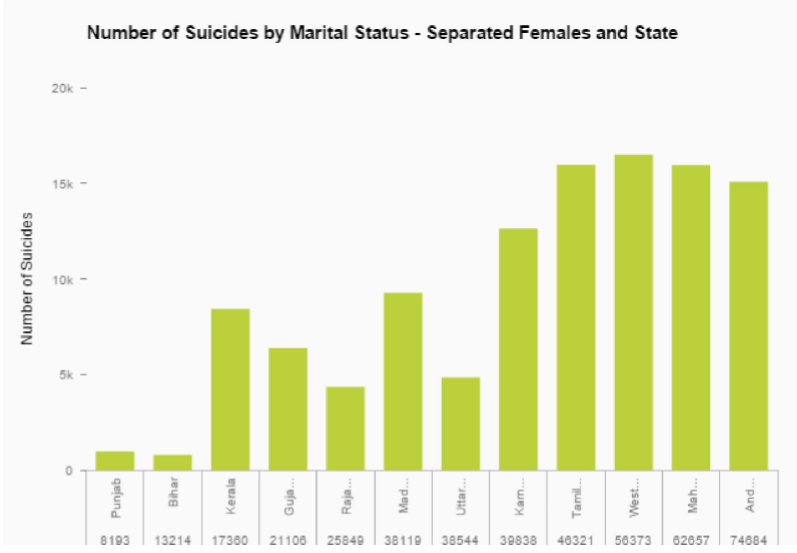 Number of Suicides by Marital Status - Separated Females and State
20k
15k
10k
5k
0
Number of Suicides
Punjab
Bihar
Kerala
Guja...
Raja...
Mad...
Uttar...
Karn...
Tamil...
West...
Mah...
And...
8193 13214 17360 21106 25849 38119 38544 39838 46321 56373 62657 74684